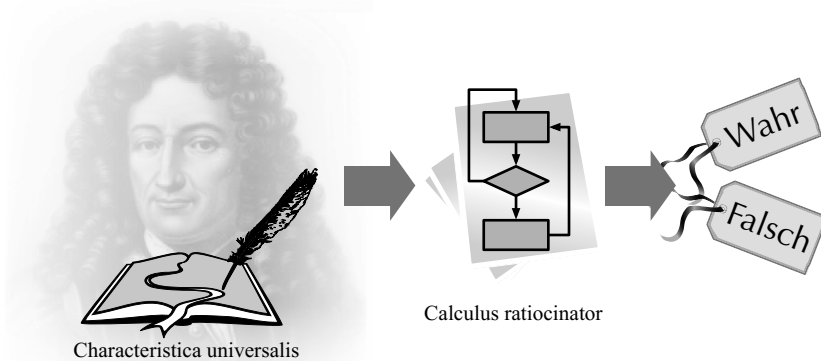 Characteristica universalis
Calculus ratiocinator
Wahr
Falsch